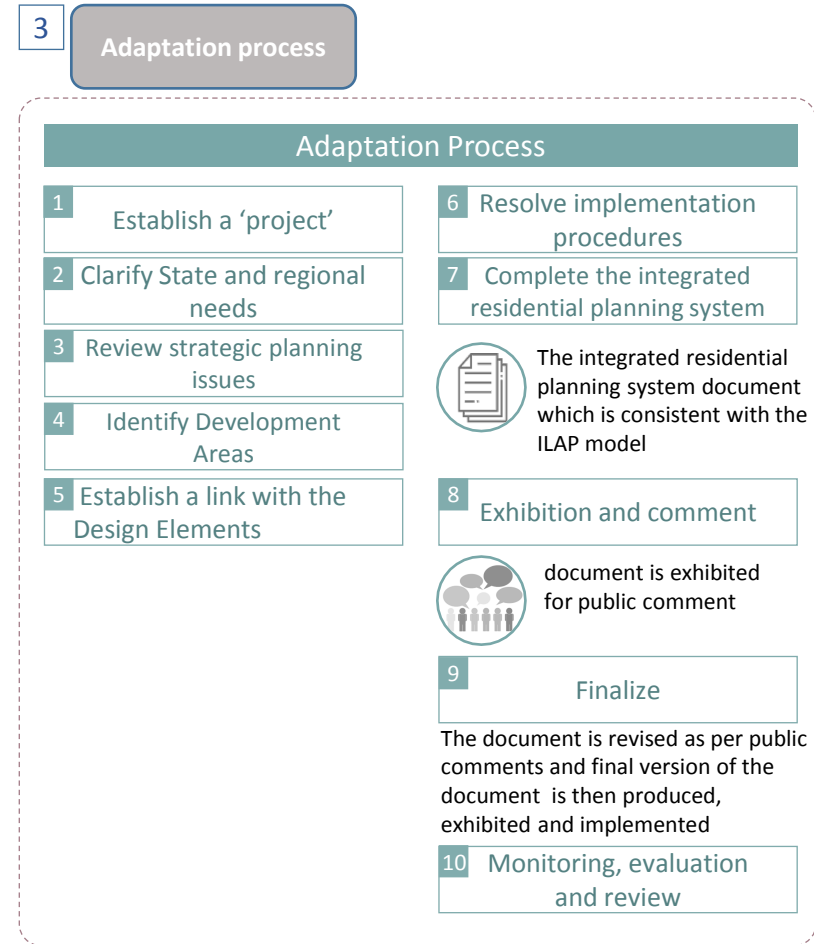 3
Adaptation process
Adaptation Process
1
Establish a ‘project’
2 Clarify State and regional
needs
3 Review strategic planning
issues
4 Identify Development
Areas
5 Establish a link with the
Design Elements
6 Resolve implementation
procedures
7 Complete the integrated
residential planning system
The integrated residential
planning system document
which is consistent with the
ILAP model
8
Exhibition and comment
document is exhibited
for public comment
9
Finalize
The document is revised as per public
comments and final version of the
document is then produced,
exhibited and implemented
10 Monitoring, evaluation
and review